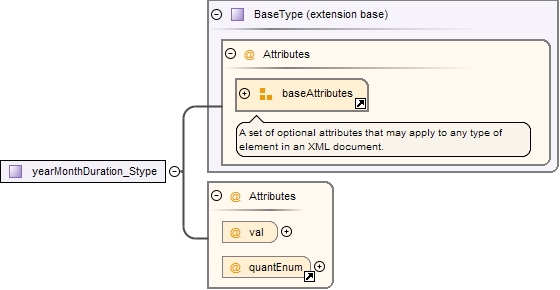 BaseType (extension base)
@ Attributes
baseAttributes
A set of optional attributes that may apply to any type of
element in an XML document.
yearMonthDuration_Stype
@ Attributes
@ val
@ quantEnum